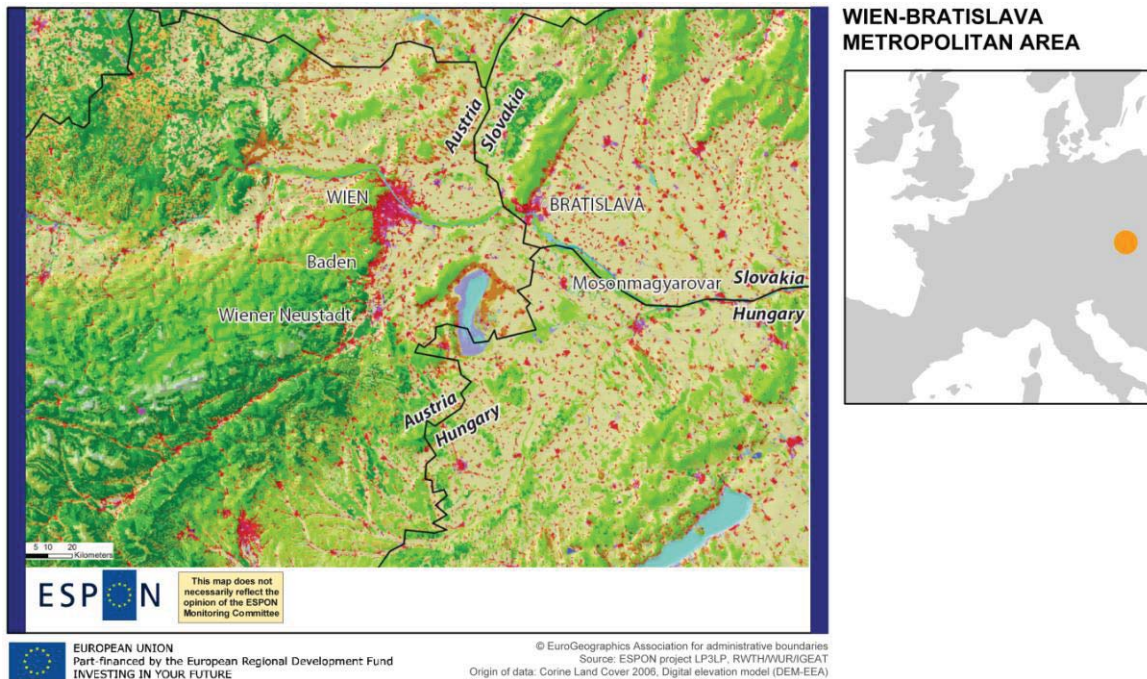 WIEN-BRATISLAVA
METROPOLITAN AREA
Austria
Slovakia
WIEN
BRATISLAVA
Baden
Mosonmagyarovar
Slovakia
Hungary
Wiener Neustadt
Austria
Hungary
5 10 20
Kilometers
ESPON
This map does not
necessarily reflect the
opinion of the ESPON
Monitoring Committee
EUROPEAN UNION
Part-financed by the European Regional Development Fund
INVESTING IN YOUR FUTURE
© EuroGeographics Association for administrative boundaries
Source: ESPON project LP3LP, RWTH/WUR/IGEAT
Origin of data: Corine Land Cover 2006, Digital elevation model (DEM-EEA)